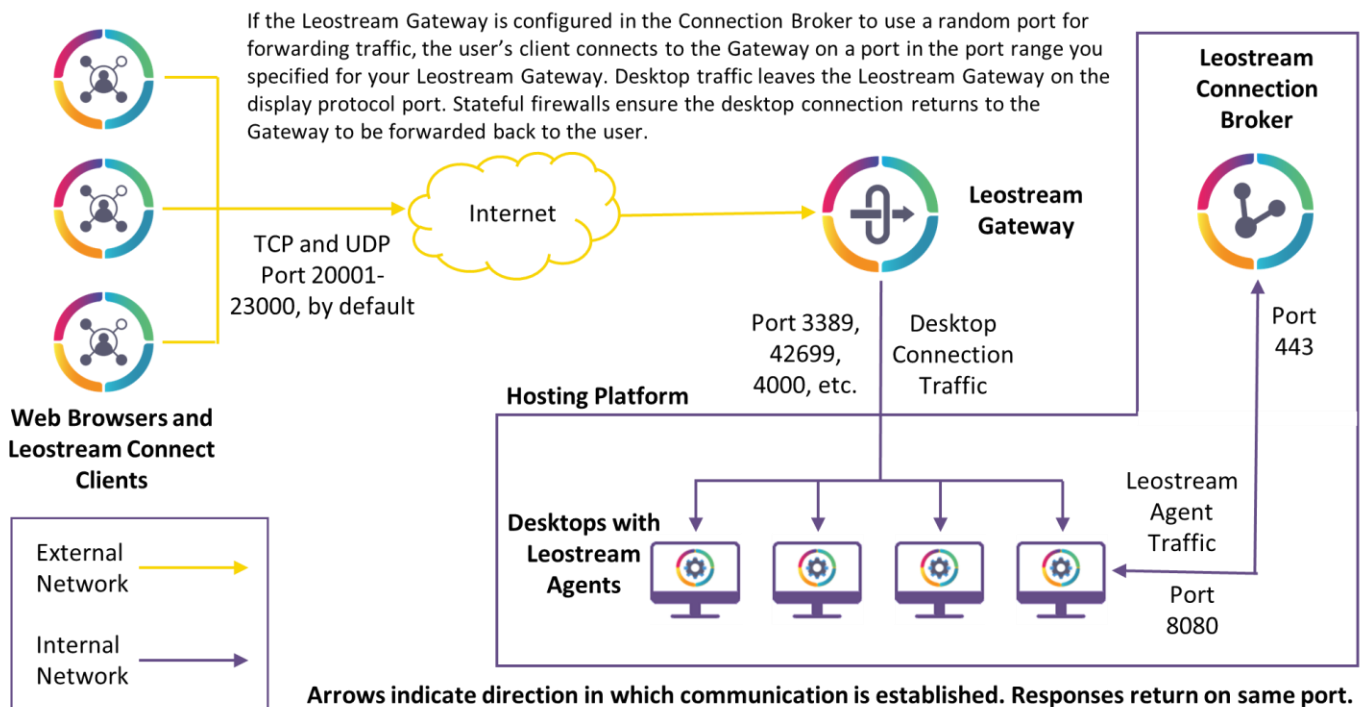 If the Leostream Gateway is configured in the Connection Broker to use a random port for
forwarding traffic, the user's client connects to the Gateway on a port in the port range you
specified for your Leostream Gateway. Desktop traffic leaves the Leostream Gateway on the
display protocol port. Stateful firewalls ensure the desktop connection returns to the
Gateway to be forwarded back to the user.
Leostream
Connection
Broker
Internet
Leostream
Gateway
TCP and UDP
Port 20001-
23000, by default
Port 3389,
42699,
4000, etc.
Desktop
Connection
Traffic
Port
443
Hosting Platform
Web Browsers and
Leostream Connect
Clients
Desktops with
Leostream
Agents
Leostream
Agent
Traffic
Port
8080
External
Network
Internal
Network
Arrows indicate direction in which communication is established. Responses return on same port.